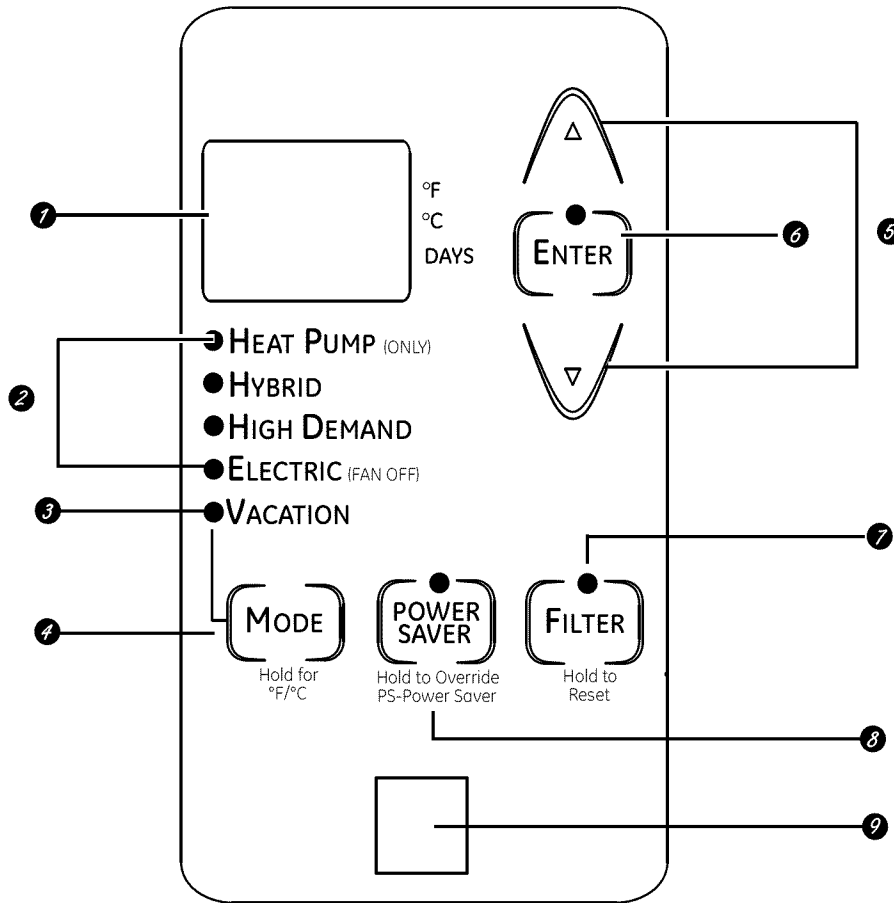 °F
°C
DAYS
ENTER
HEAT PUMP (ONLY)
HYBRID
HIGH DEMAND
ELECTRIC (FAN OFF)
VACATION
MODE
Hold for
°F/°C
POWER
SAVER
Hold to Override
PS-Power Saver
FILTER
Hold to
Reset
1
2
3
4
5
6
7
8
9